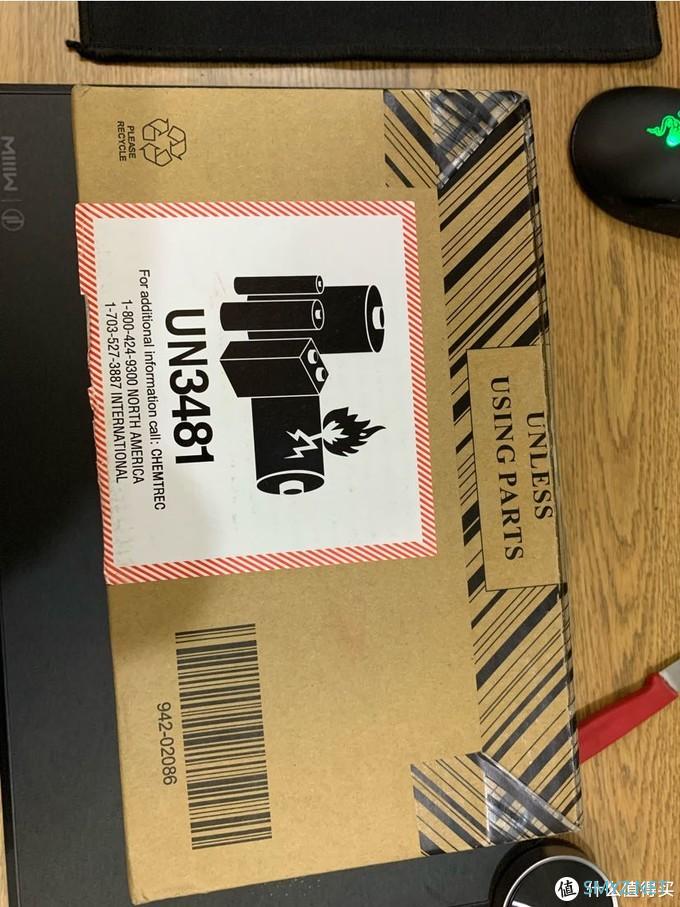 PLEASE
RECYCLE
MIIIW
UN3481
For additional information call: CHEMTREC
1-800-424-9300 NORTH AMERICA
1-703-527-3887 INTERNATIONAL
UNLESS
USING PARTS
942-02086
值 什么值得买